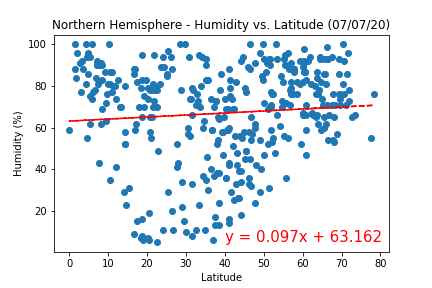 Northern Hemisphere - Humidity vs. Latitude (07/07/20)
100
80
60
40
20
Humidity (%)
y = 0.097x + 63.162
0 10 20 30 40 50 60 70 80
Latitude